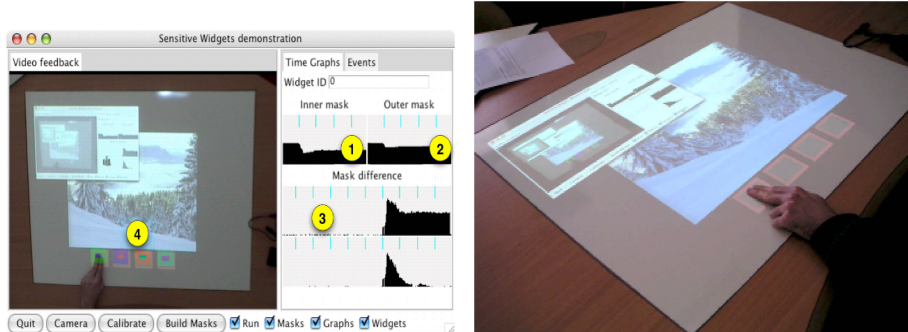 Sensitive Widgets demonstration
Video feedback
Time Graphs Events
Widget ID 0
Inner mask Outer mask
1 2
Mask difference
3
4
Quit Camera Calibrate Build Masks Run Masks Graphs Widgets